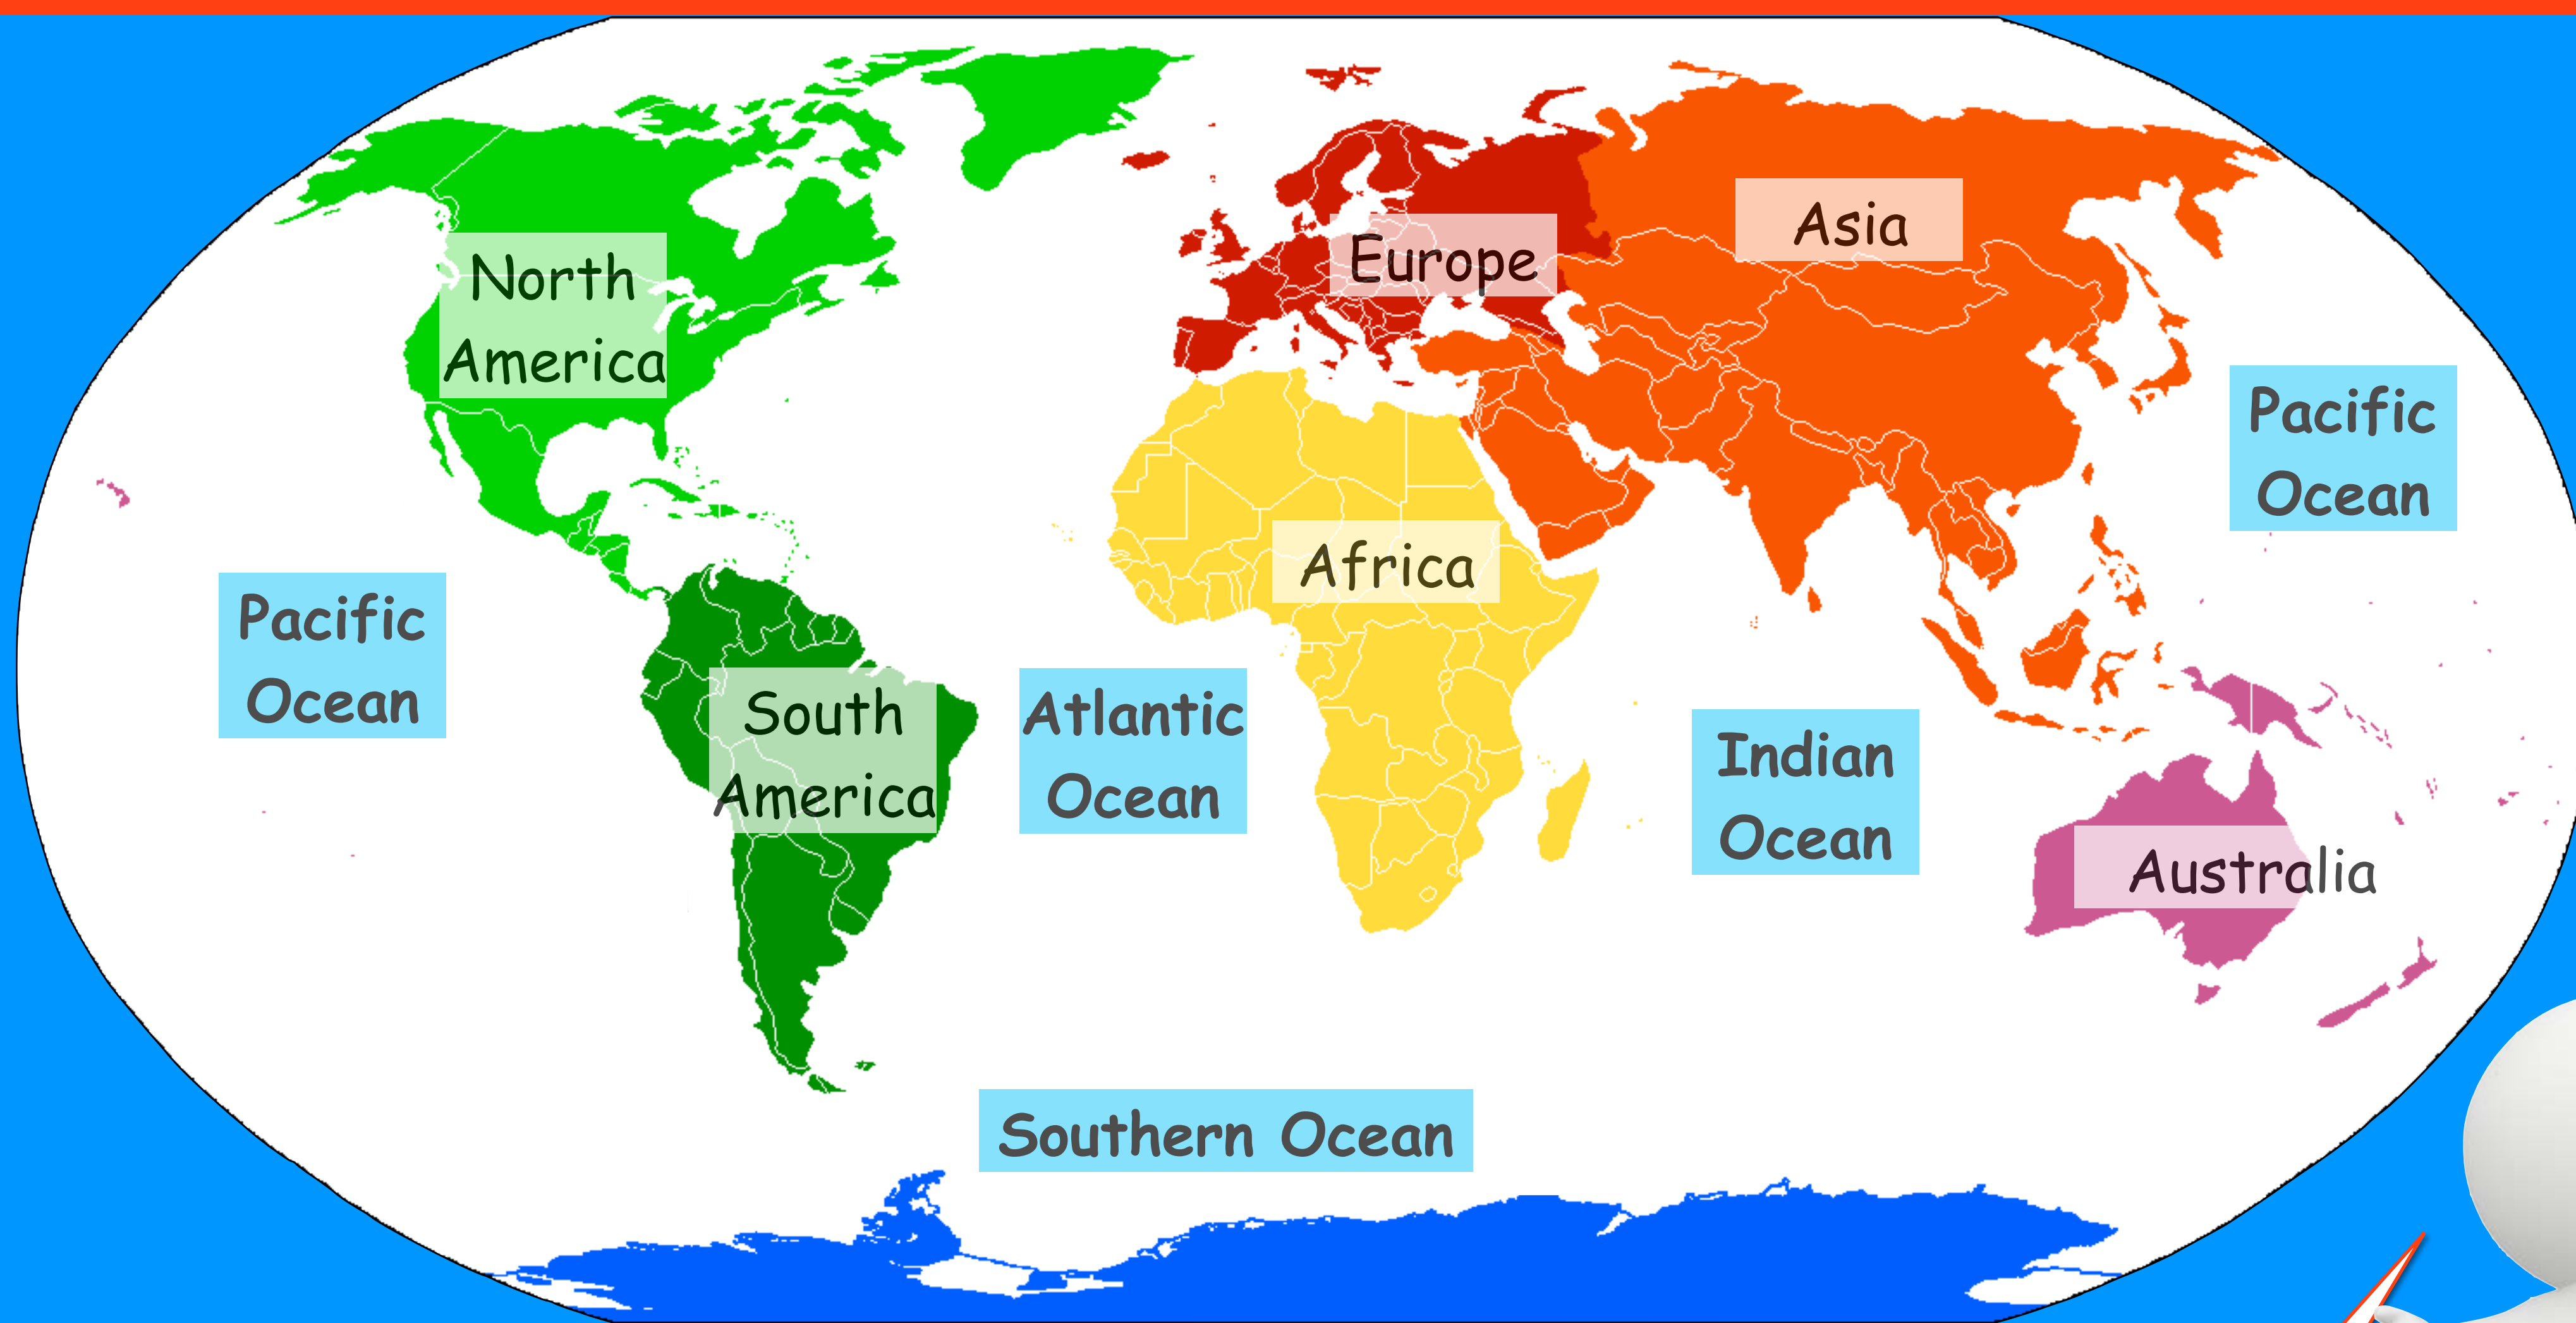 Asia
Europe
North
America
Pacific
Ocean
Africa
Pacific
Ocean
South
America
Atlantic
Ocean
Indian
Ocean
Australia
Southern Ocean